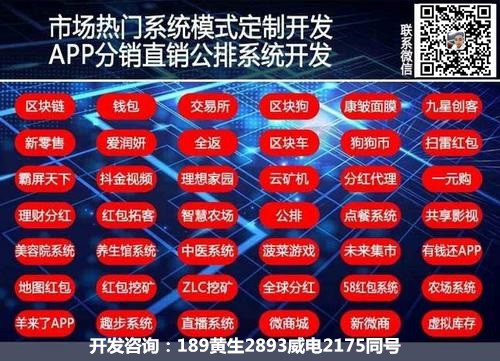 市场热门系统模式定制开发
APP分销直销公排系统开发
联系微信
区块链 钱包 交易所 区块狗 康皱面膜 九星创客
新零售 爱润妍 全返 区块车 狗狗币 扫雷红包
霸屏天下 抖金视频 理想家园 云矿机 分红代理 一元购
理财分红 红包拓客 智慧农场 公排 点餐系统 共享影视
美容院系统 养生馆系统 中医系统 菠菜游戏 未来集市 有钱还APP
地图红包 红包挖矿 ZLC挖矿 全球分红 58红包系统 农场系统
羊来了APP 趣步系统 直播系统 微商城 新微商 虚拟库存
开发咨询：189黄生2893威电2175同号